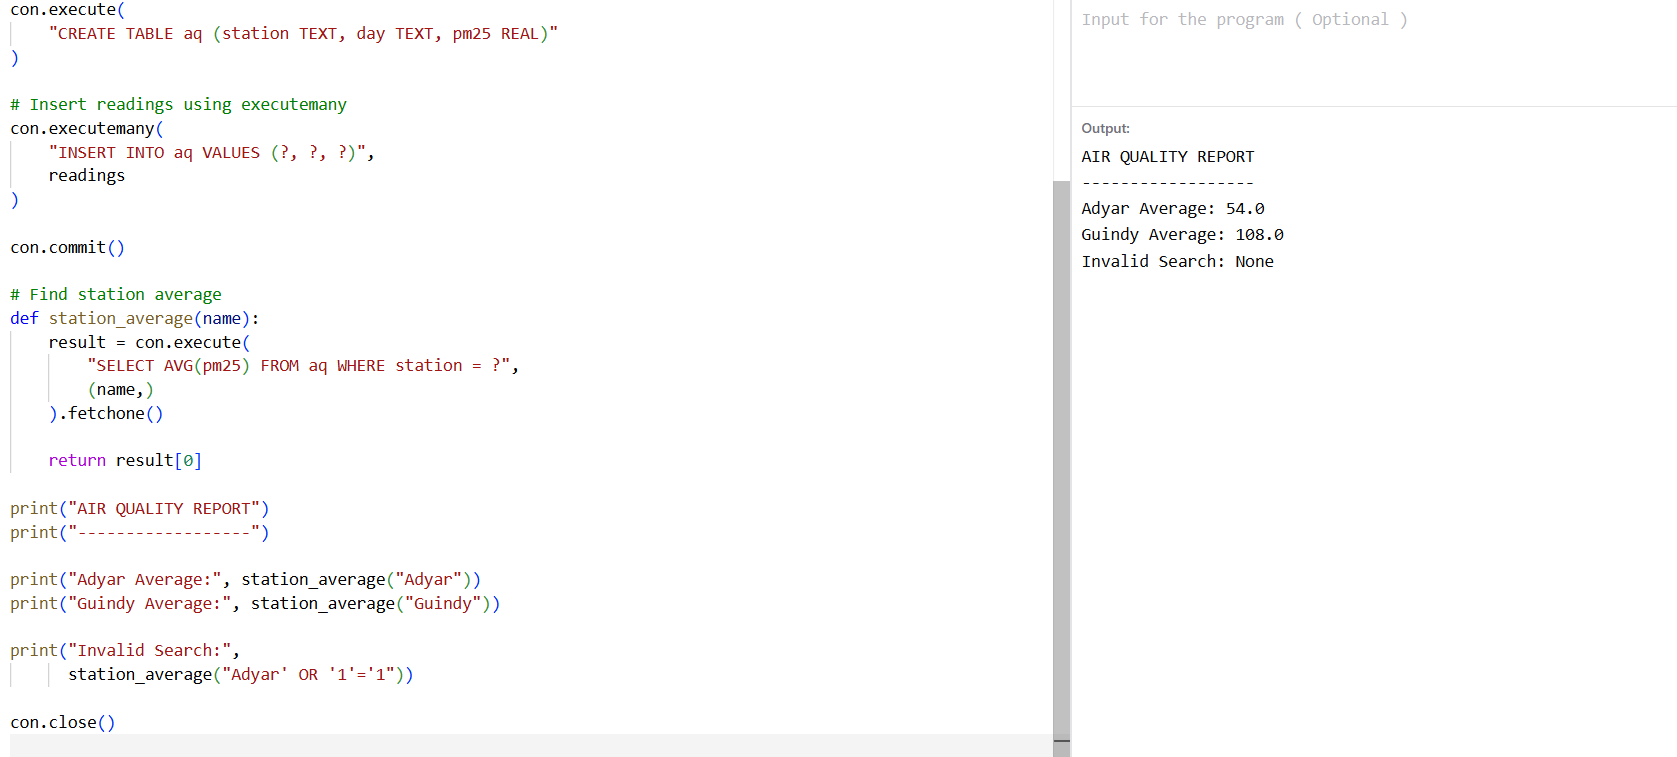 con.execute(
    "CREATE TABLE aq (station TEXT, day TEXT, pm25 REAL)"
)

# Insert readings using executemany
con.executemany(
    "INSERT INTO aq VALUES (?, ?, ?)",
    readings
)

con.commit()

# Find station average
def station_average(name):
    result = con.execute(
        "SELECT AVG(pm25) FROM aq WHERE station = ?",
        (name,)
    ).fetchone()

    return result[0]

print("AIR QUALITY REPORT")
print("------------------")

print("Adyar Average:", station_average("Adyar"))
print("Guindy Average:", station_average("Guindy"))

print("Invalid Search:",
      station_average("Adyar' OR '1'='1"))

con.close()

Input for the program ( Optional )

Output:
AIR QUALITY REPORT
------------------
Adyar Average: 54.0
Guindy Average: 108.0
Invalid Search: None